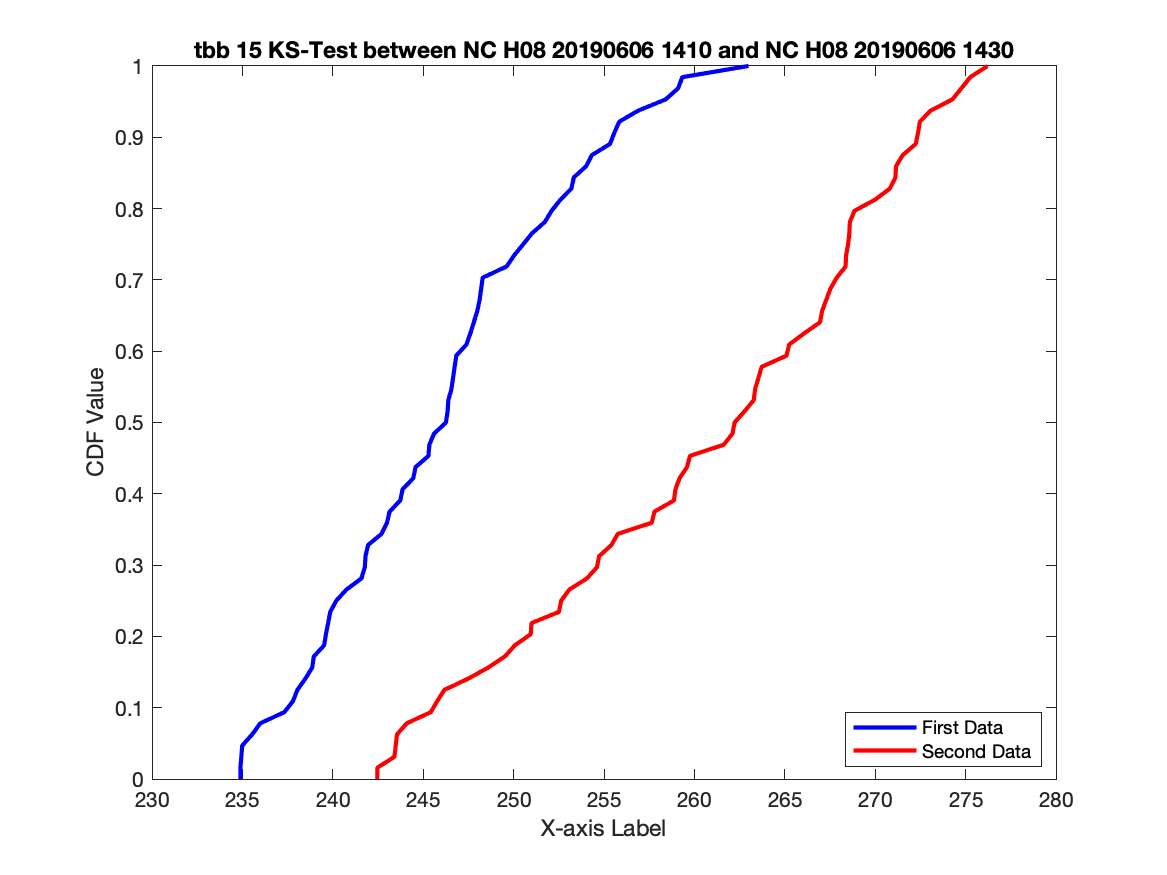 tbb 15 KS-Test between NC H08 20190606 1410 and NC H08 20190606 1430
1
0.9
0.8
0.7
0.6
0.5
0.4
0.3
0.2
0.1
0
CDF Value
First Data
Second Data
230 235 240 245 250 255 260 265 270 275 280
X-axis Label